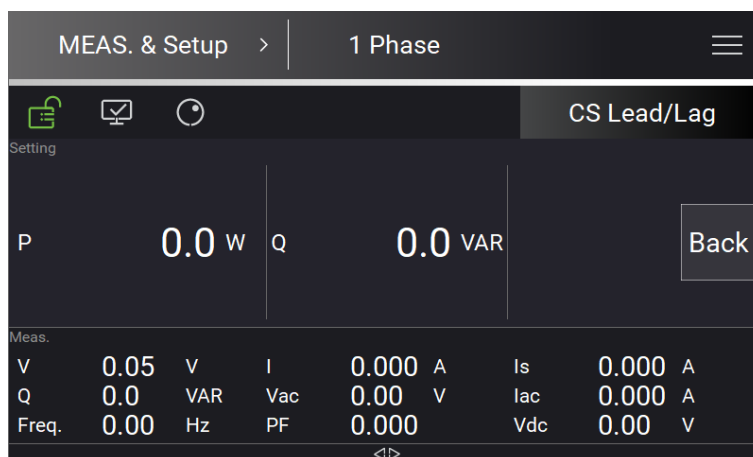 MEAS. & Setup > 1 Phase
CS Lead/Lag
Setting
P 0.0 W Q 0.0 VAR Back
Meas.
V 0.05 V I 0.000 A Is 0.000 A
Q 0.0 VAR Vac 0.00 V Iac 0.000 A
Freq. 0.00 Hz PF 0.000 Vdc 0.00 V